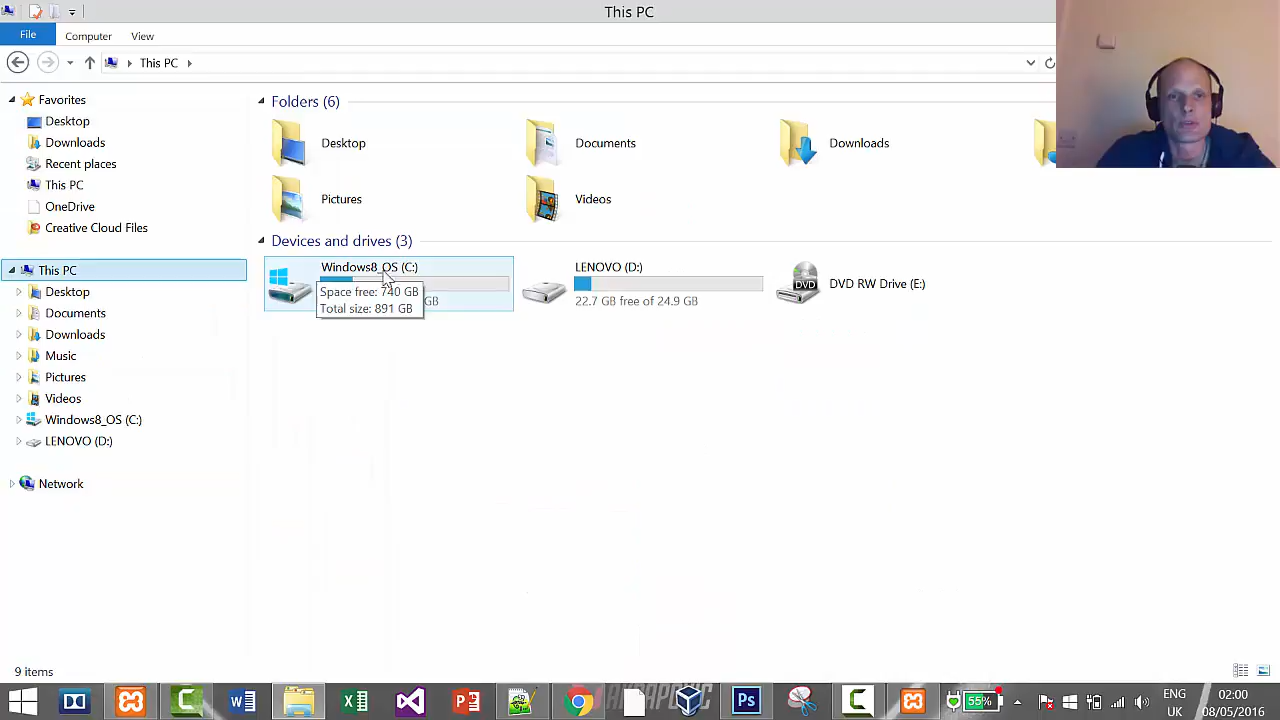 This PC
File
Computer
View
This PC
Favorites
Desktop
Downloads
Recent places
This PC
OneDrive
Creative Cloud Files
This PC
Desktop
Documents
Downloads
Music
Pictures
Videos
Windows8_OS (C:)
LENOVO (D:)
Network
Folders (6)
Desktop
Documents
Downloads
Pictures
Videos
Devices and drives (3)
Windows8_OS (C:)
GB
Space free: 740 GB
Total size: 891 GB
LENOVO (D:)
22.7 GB free of 24.9 GB
DVD
DVD RW Drive (E:)
9 items
55%
ENG
UK
02:00
08/05/2016